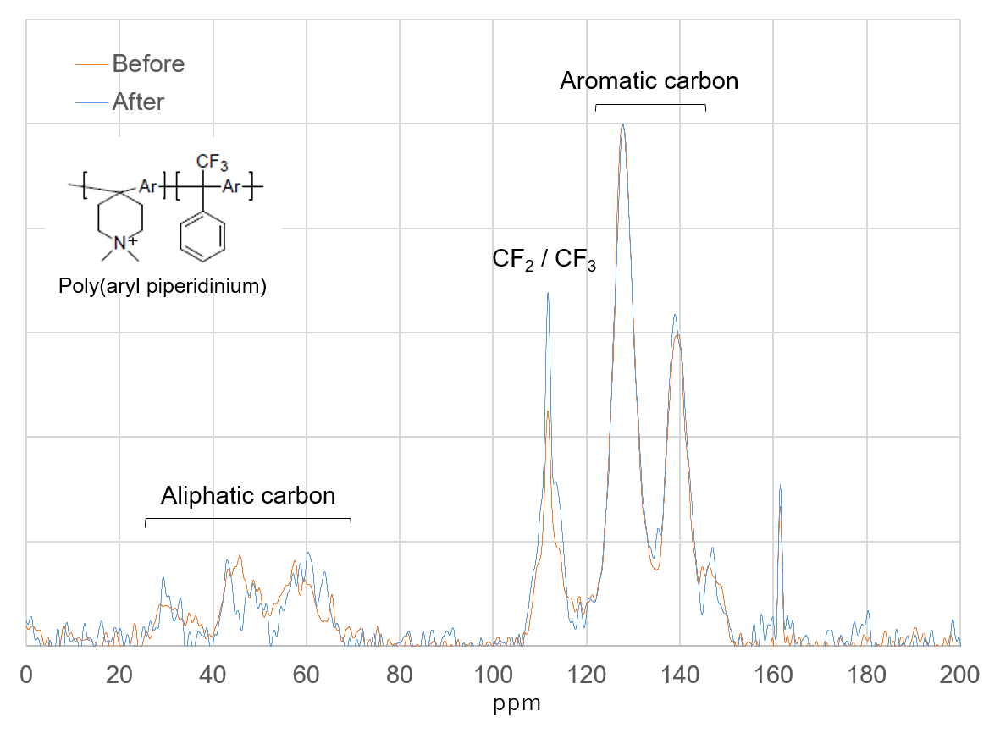 Before
After
Aromatic carbon
CF3
Ar
Ar
N+
CF2 / CF3
Poly(aryl piperidinium)
Aliphatic carbon
0 20 40 60 80 100 120 140 160 180 200
ppm